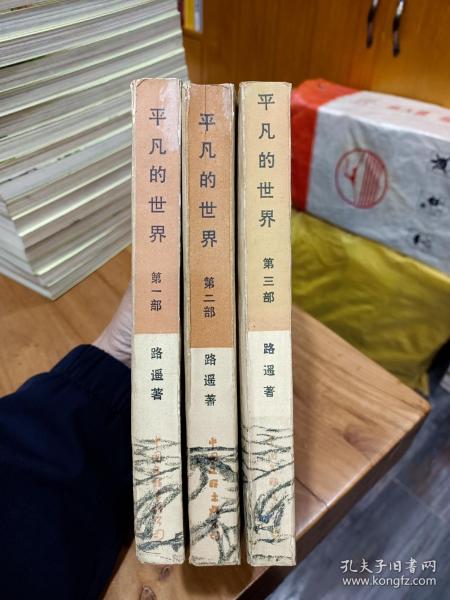 平凡的世界
第一部
路遥著
平凡的世界
第二部
路遥著
平凡的世界
第三部
路遥著
孔夫子旧书网
https://www.kongfz.com